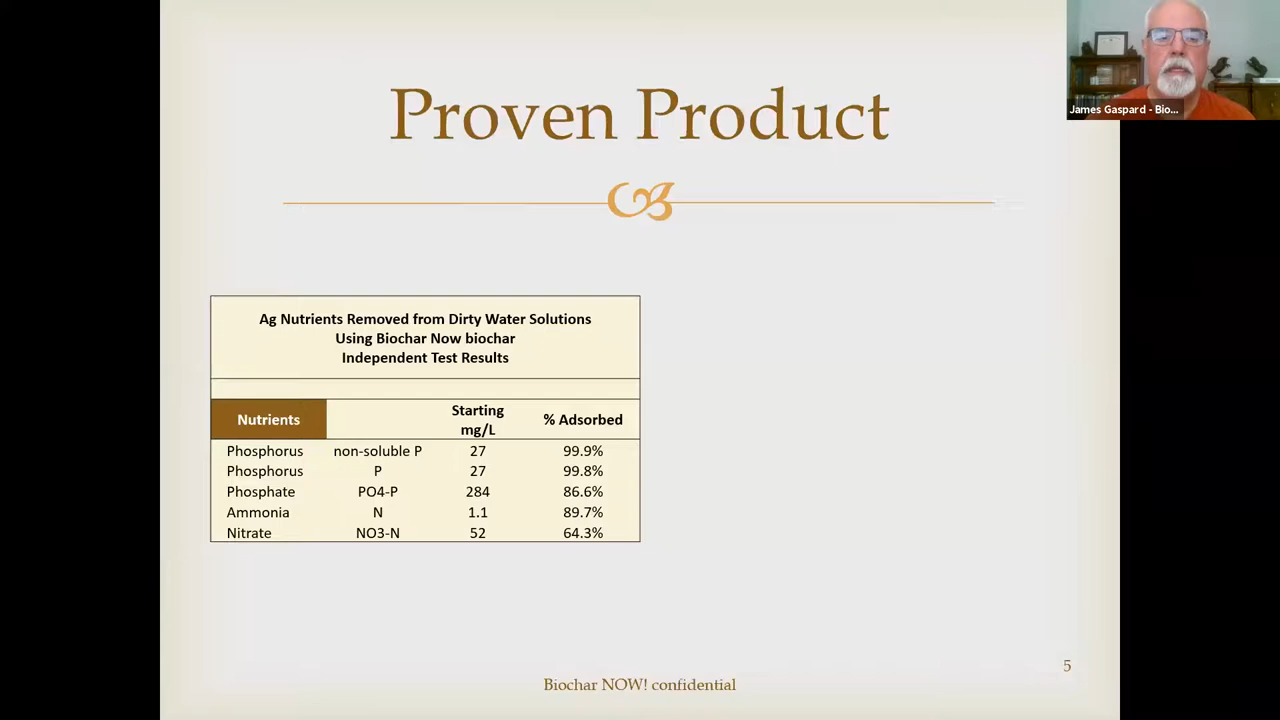 Proven Product
James Gaspard - Bio...
Ag Nutrients Removed from Dirty Water Solutions
Using Biochar Now biochar
Independent Test Results
Nutrients Starting mg/L % Adsorbed
Phosphorus non-soluble P 27 99.9%
Phosphorus P 27 99.8%
Phosphate PO4-P 284 86.6%
Ammonia N 1.1 89.7%
Nitrate NO3-N 52 64.3%
5
Biochar NOW! confidential